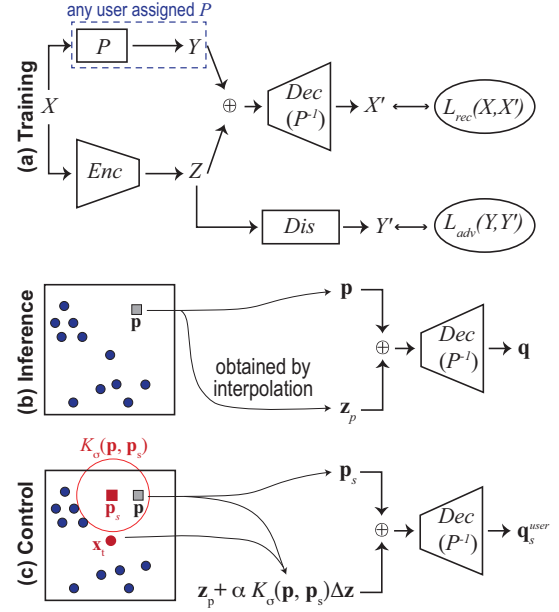 any user assigned P
(a) Training
X
P
Y
⊕
Dec
(P⁻¹)
X'
L_rec(X,X')
Enc
Z
Dis
Y'
L_adv(Y,Y')
(b) Inference
p
obtained by
interpolation
p
z_p
⊕
Dec
(P⁻¹)
q
(c) Control
K_σ(p, p_s)
p_s
p
x_t
p_s
z_p + α K_σ(p, p_s)Δz
⊕
Dec
(P⁻¹)
q_s^user